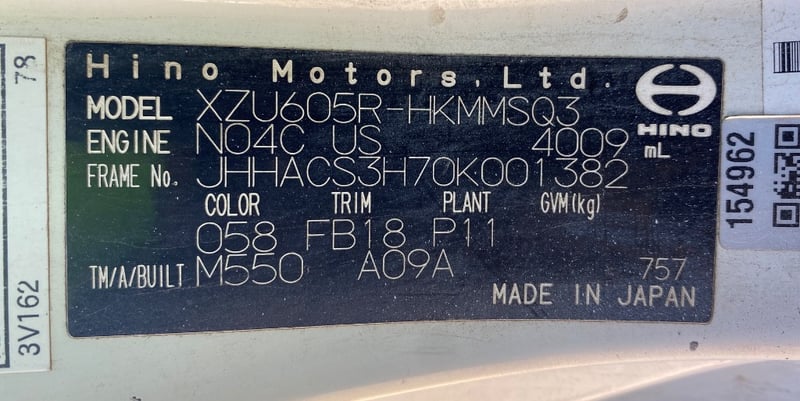 Hino Motors, Ltd.
MODEL XZU605R-HKMMSQ3
HINO
ENGINE N04C US 4009 mL
FRAME No. JHHACS3H70K001382
COLOR TRIM PLANT GVM(kg)
058 FB18 P11
TM/A/BUILT M550 A09A 757
MADE IN JAPAN
78
3V162
154962